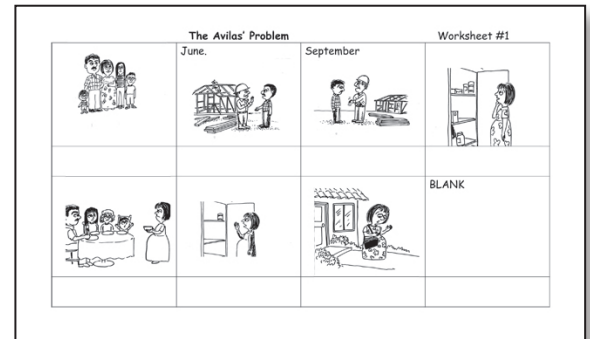 The Avilas' Problem
Worksheet #1
June.
September
BLANK